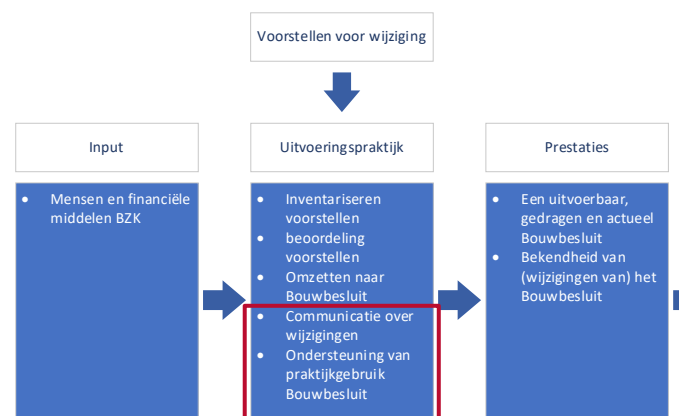 Voorstellen voor wijziging
Input
Uitvoeringspraktijk
Prestaties
• Mensen en financiële
middelen BZK
• Inventariseren
voorstellen
• beoordeling
voorstellen
• Omzetten naar
Bouwbesluit
• Communicatie over
wijzigingen
• Ondersteuning van
praktijkgebruik
Bouwbesluit
• Een uitvoerbaar,
gedragen en actueel
Bouwbesluit
• Bekendheid van
(wijzigingen van) het
Bouwbesluit